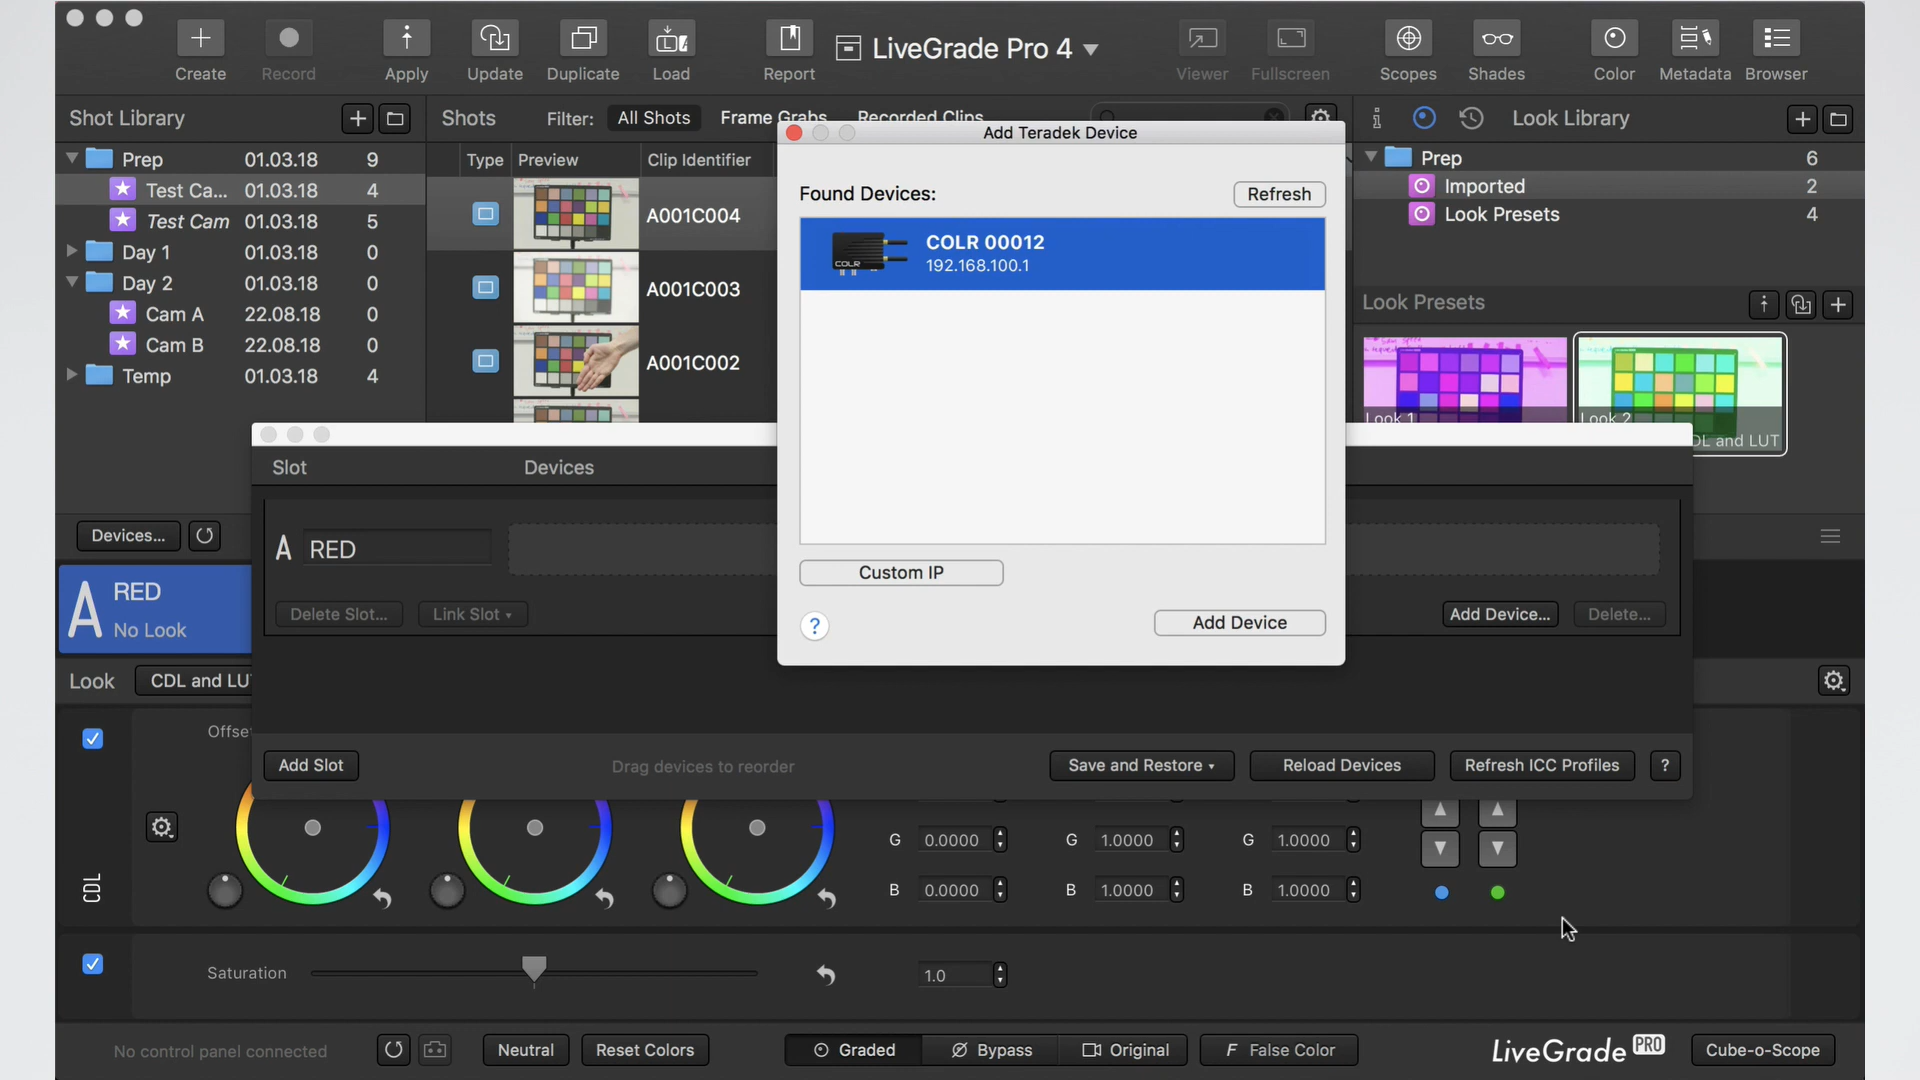 Create
Record
Apply
Update
Duplicate
Load
Report
LiveGrade Pro 4
Viewer
Fullscreen
Scopes
Shades
Color
Metadata
Browser
Shot Library
Shots
Filter:
All Shots
Frame Grabs
Recorded Clips
Look Library
Prep 01.03.18 9
Test Ca... 01.03.18 4
Test Cam 01.03.18 5
Day 1 01.03.18 0
Day 2 01.03.18 0
Cam A 22.08.18 0
Cam B 22.08.18 0
Temp 01.03.18 4
Type Preview Clip Identifier
A001C004
A001C003
A001C002
Add Teradek Device
Found Devices:
Refresh
COLR
COLR 00012
192.168.100.1
Custom IP
?
Add Device
Prep 6
Imported 2
Look Presets 4
Look Presets
Look 1
Look 2
DL and LUT
Slot
Devices
A RED
Delete Slot...
Link Slot
Add Device...
Delete...
Add Slot
Drag devices to reorder
Save and Restore
Reload Devices
Refresh ICC Profiles
?
Devices...
A
RED
No Look
Look
CDL and LU
Offse
CDL
G 0.0000
G 1.0000
G 1.0000
B 0.0000
B 1.0000
B 1.0000
Saturation
1.0
No control panel connected
Neutral
Reset Colors
Graded
Bypass
Original
F False Color
LiveGrade PRO
Cube-o-Scope